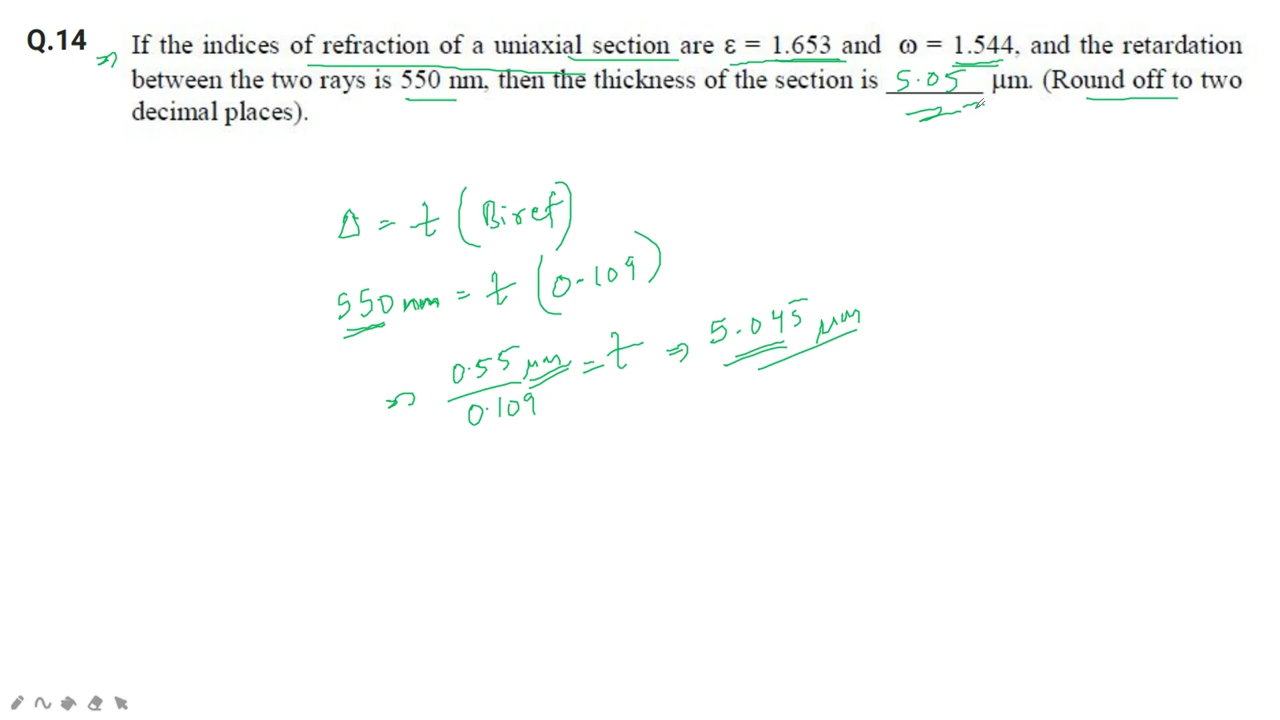 Q.14 ⇒ If the indices of refraction of a uniaxial section are ε = 1.653 and ω = 1.544, and the retardation
between the two rays is 550 nm, then the thickness of the section is 5.05 μm. (Round off to two
decimal places).
Δ = t (Biref)
550 nm = t (0.109)
⇒ 0.55 μm / 0.109 = t ⇒ 5.045 μm